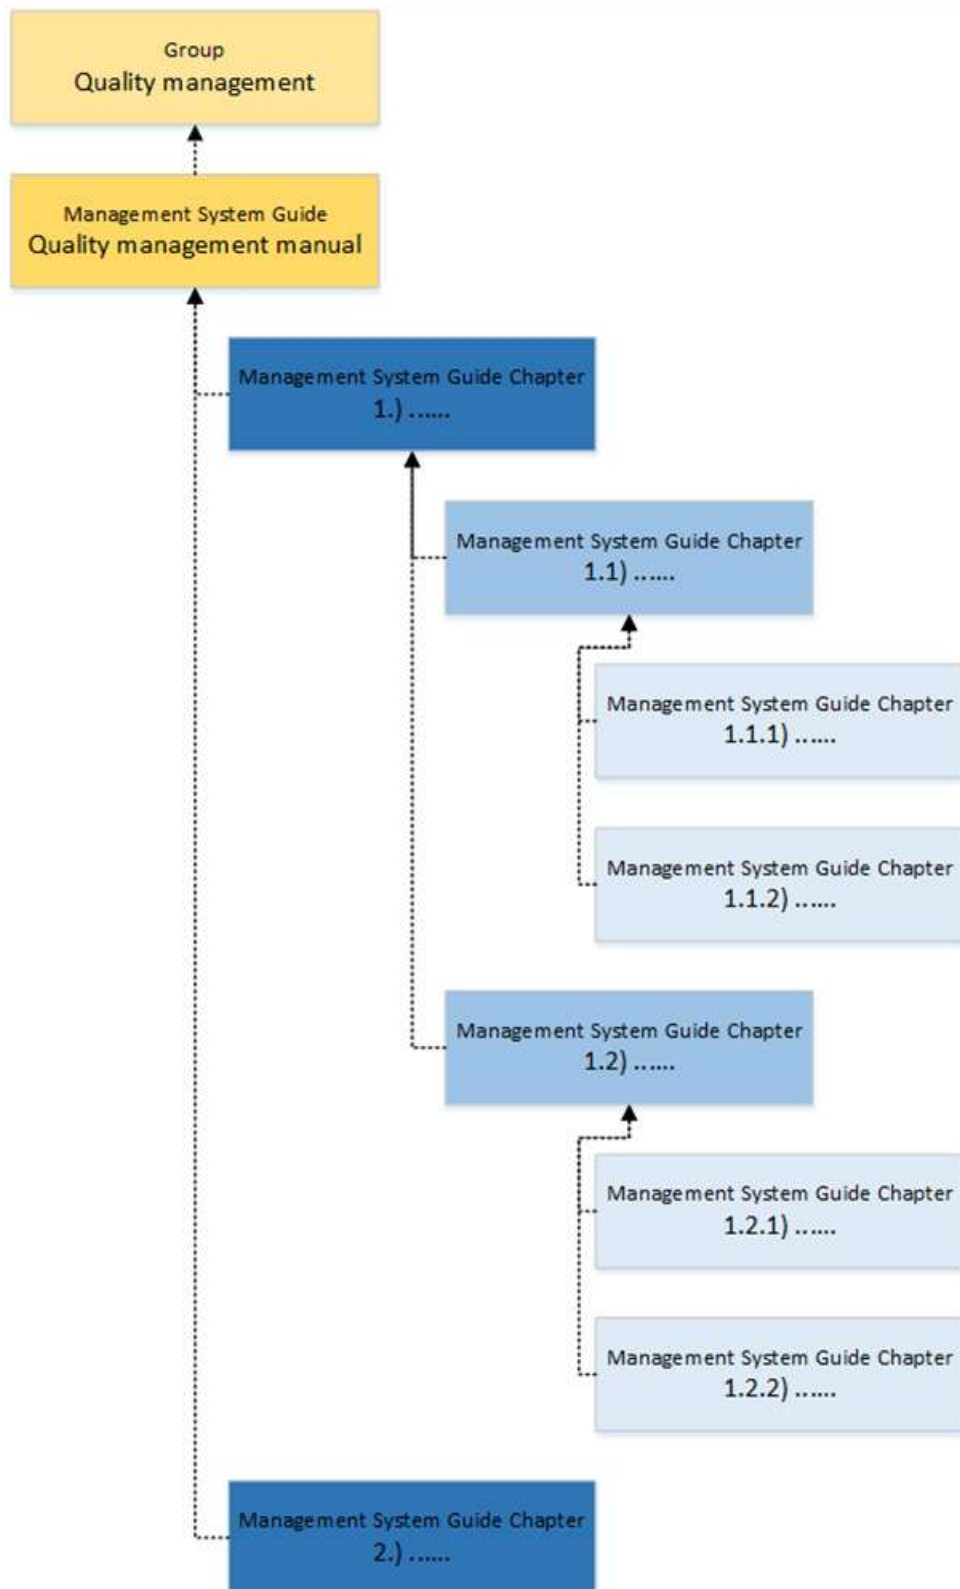 Group
Quality management
Management System Guide
Quality management manual
Management System Guide Chapter
1.) ......
Management System Guide Chapter
1.1) ......
Management System Guide Chapter
1.1.1) ......
Management System Guide Chapter
1.1.2) ......
Management System Guide Chapter
1.2) ......
Management System Guide Chapter
1.2.1) ......
Management System Guide Chapter
1.2.2) ......
Management System Guide Chapter
2.) ......